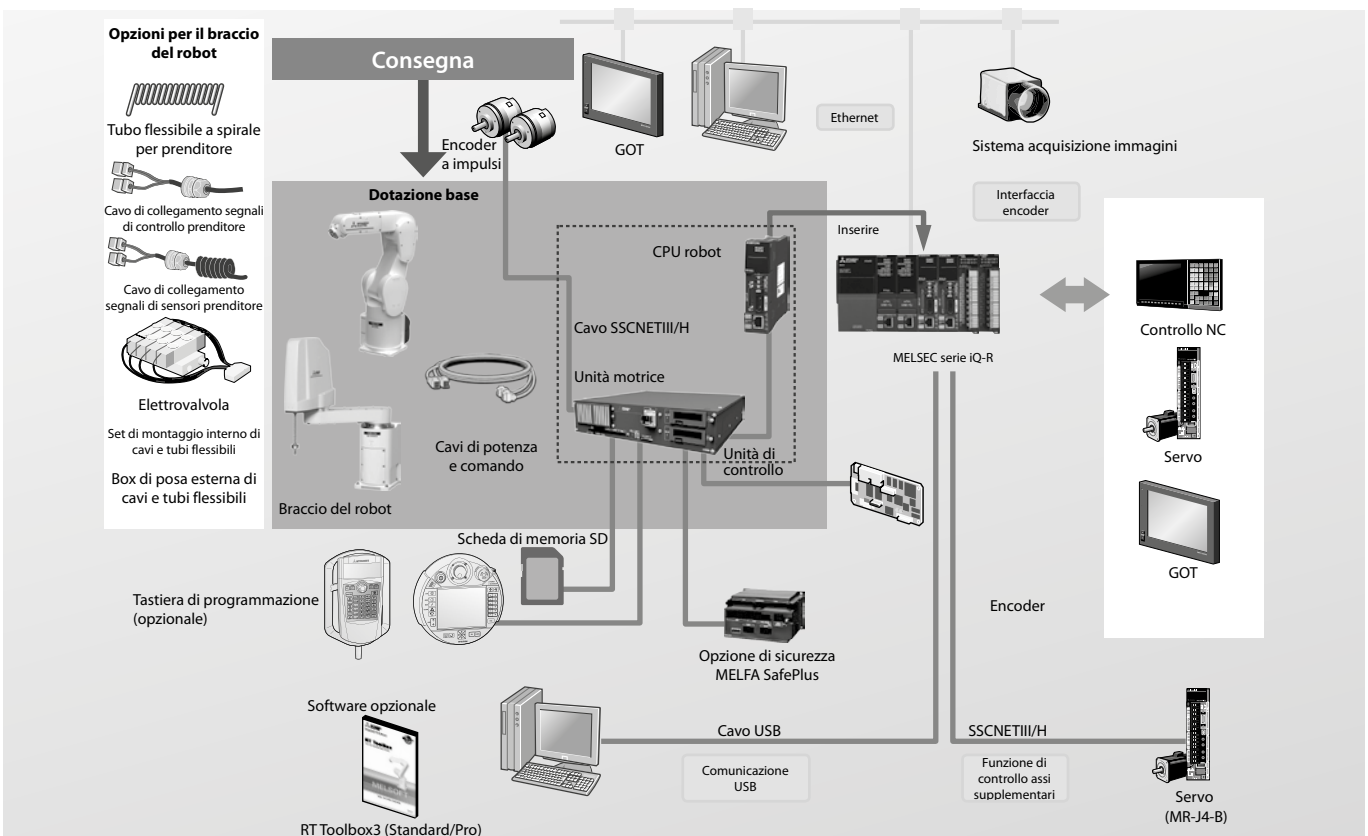 Opzioni per il braccio
del robot
Tubo flessibile a spirale
per prenditore
Cavo di collegamento segnali
di controllo prenditore
Cavo di collegamento
segnali di sensori prenditore
Elettrovalvola
Set di montaggio interno di
cavi e tubi flessibili
Box di posa esterna di
cavi e tubi flessibili
Consegna
Encoder
a impulsi
GOT
Ethernet
Sistema acquisizione immagini
Interfaccia
encoder
Dotazione base
CPU robot
Inserire
Cavo SSCNETIII/H
MELSEC serie iQ-R
Unità motrice
Cavi di potenza
e comando
Unità di
controllo
Braccio del robot
Controllo NC
Servo
GOT
Scheda di memoria SD
Tastiera di programmazione
(opzionale)
Opzione di sicurezza
MELFA SafePlus
Encoder
Software opzionale
RT Toolbox3 (Standard/Pro)
Cavo USB
Comunicazione
USB
SSCNETIII/H
Funzione di
controllo assi
supplementari
Servo
(MR-J4-B)